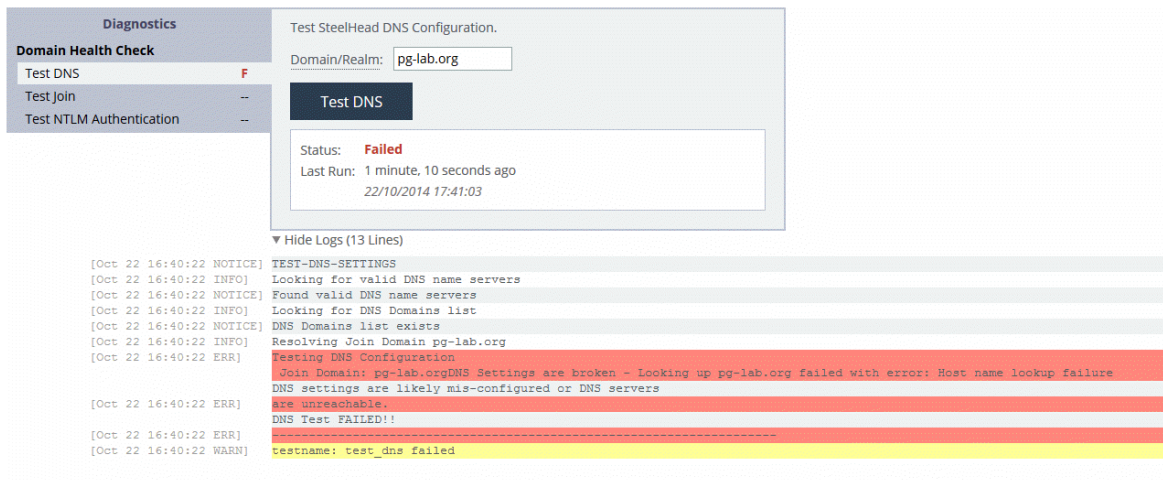 Diagnostics
Domain Health Check
Test DNS F
Test Join --
Test NTLM Authentication --
Test SteelHead DNS Configuration.
Domain/Realm: pg-lab.org
Test DNS
Status: Failed
Last Run: 1 minute, 10 seconds ago
22/10/2014 17:41:03
▼ Hide Logs (13 Lines)
[Oct 22 16:40:22 NOTICE] TEST-DNS-SETTINGS
[Oct 22 16:40:22 INFO] Looking for valid DNS name servers
[Oct 22 16:40:22 NOTICE] Found valid DNS name servers
[Oct 22 16:40:22 INFO] Looking for DNS Domains list
[Oct 22 16:40:22 NOTICE] DNS Domains list exists
[Oct 22 16:40:22 INFO] Resolving Join Domain pg-lab.org
[Oct 22 16:40:22 ERR] Testing DNS Configuration
Join Domain: pg-lab.orgDNS Settings are broken - Looking up pg-lab.org failed with error: Host name lookup failure
DNS settings are likely mis-configured or DNS servers
[Oct 22 16:40:22 ERR] are unreachable.
DNS Test FAILED!!
[Oct 22 16:40:22 ERR] ---------------------------------------------------------------------
[Oct 22 16:40:22 WARN] testname: test_dns failed